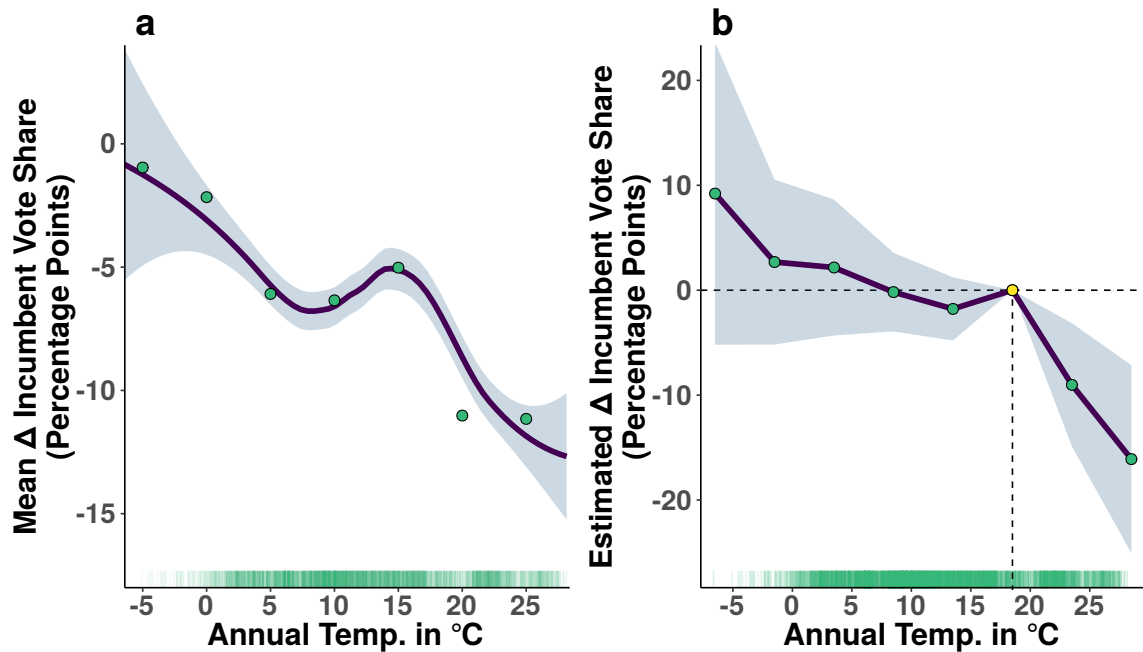 a
Mean Δ Incumbent Vote Share
(Percentage Points)
0
-5
-10
-15
-5 0 5 10 15 20 25
Annual Temp. in °C
b
Estimated Δ Incumbent Vote Share
(Percentage Points)
20
10
0
-10
-20
-5 0 5 10 15 20 25
Annual Temp. in °C